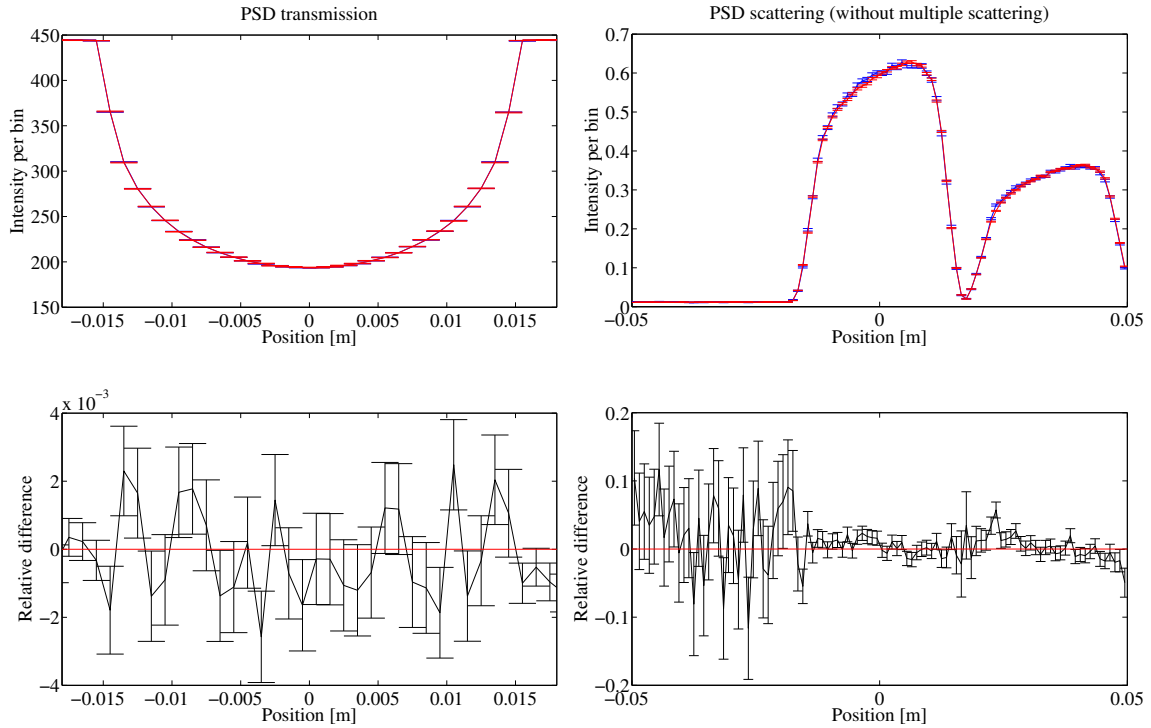 PSD transmission
450
400
350
300
250
200
150
Intensity per bin
−0.015 −0.01 −0.005 0 0.005 0.01 0.015
Position [m]
PSD scattering (without multiple scattering)
0.7
0.6
0.5
0.4
0.3
0.2
0.1
0
Intensity per bin
−0.05 0 0.05
Position [m]
x 10−3
4
2
0
−2
−4
Relative difference
−0.015 −0.01 −0.005 0 0.005 0.01 0.015
Position [m]
0.2
0.1
0
−0.1
−0.2
Relative difference
−0.05 0 0.05
Position [m]